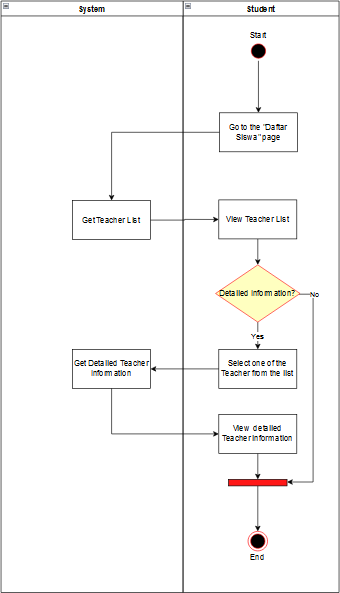 System
Student
Start
Go to the "Daftar
Siswa" page
Get Teacher List
View Teacher List
Detailed Information?
No
Yes
Get Detailed Teacher
Information
Select one of the
Teacher from the list
View detailed
Teacher Information
End